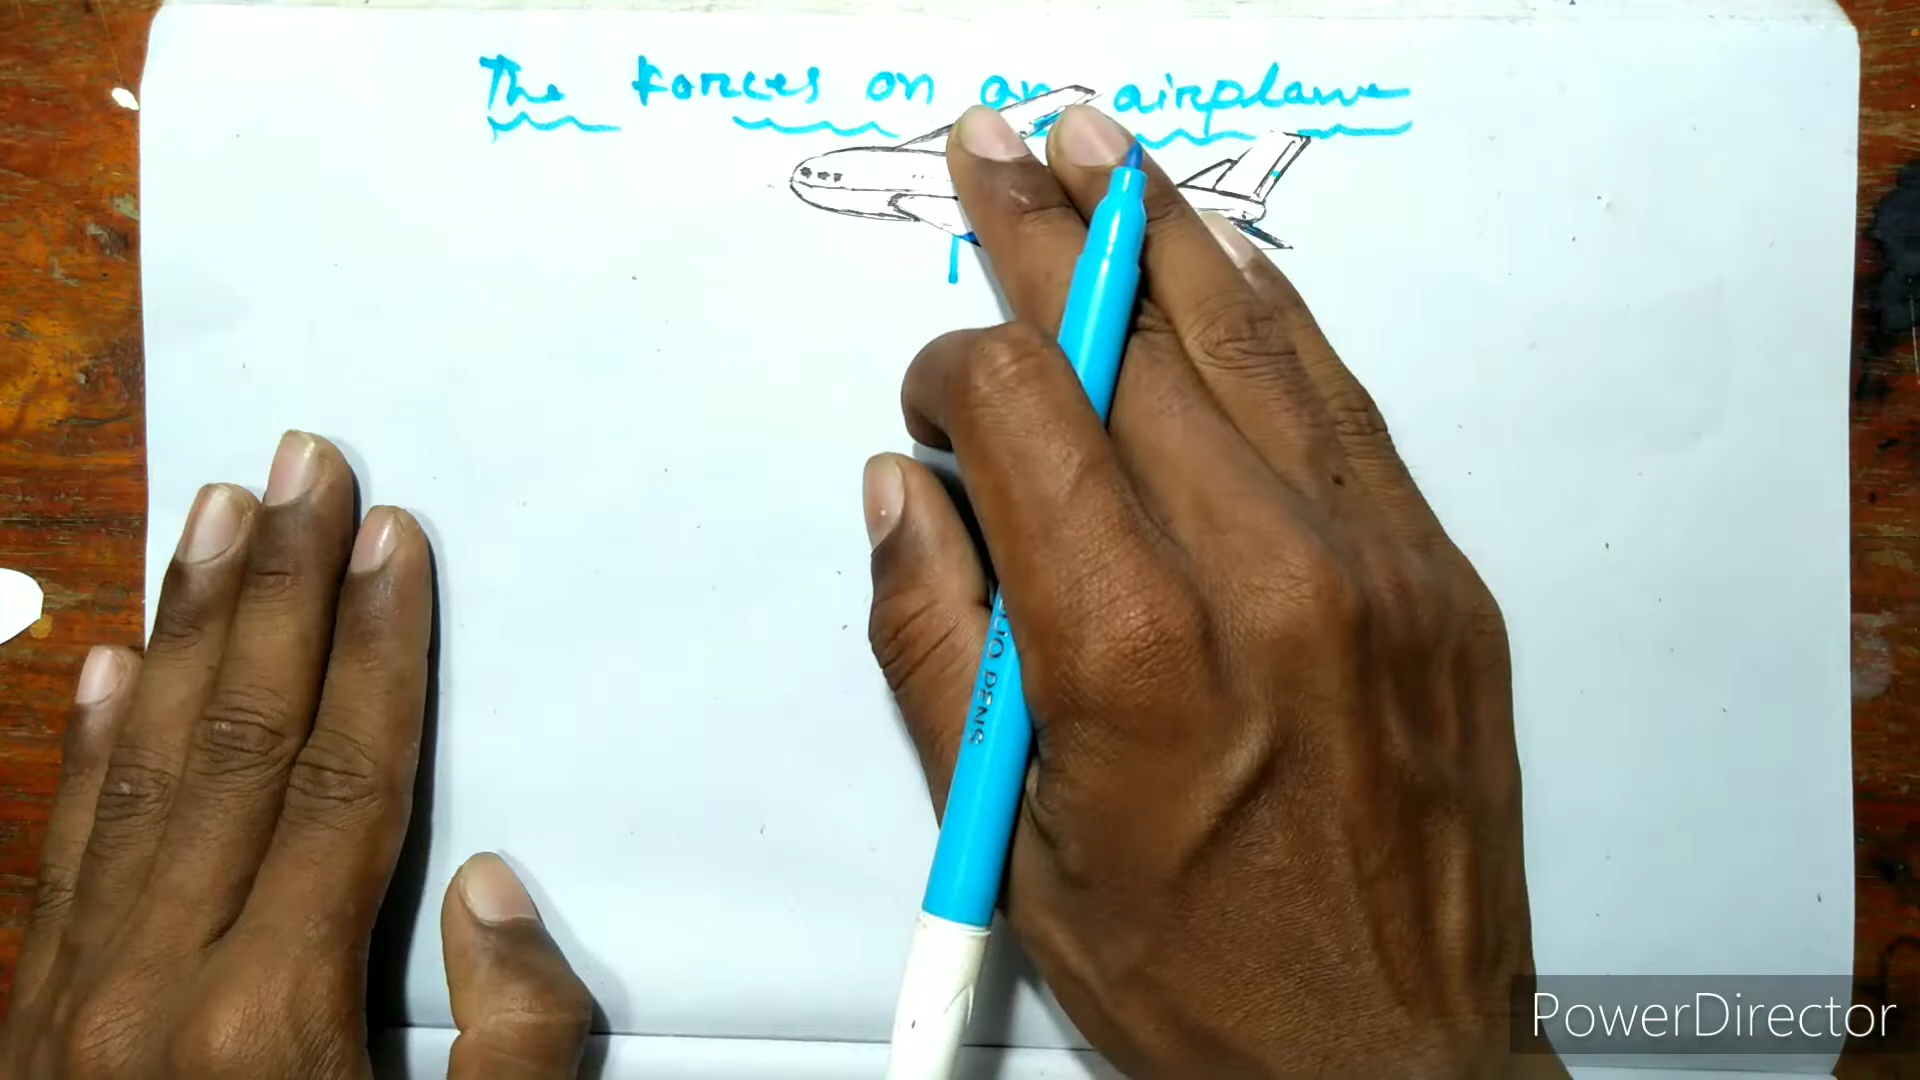 The Forces on an airplane
PowerDirector